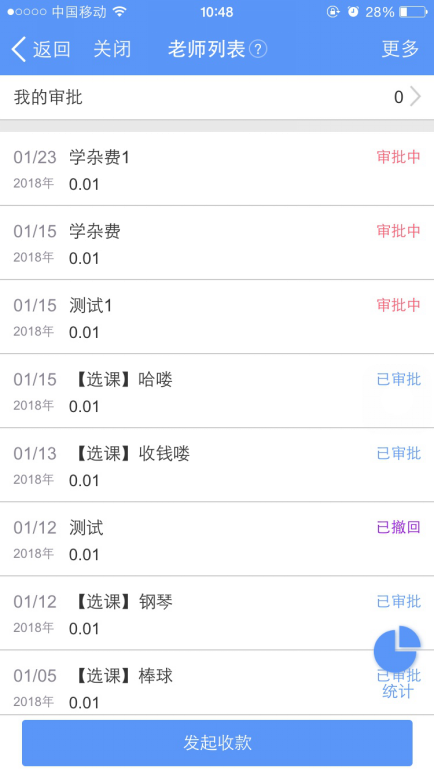 中国移动 10:48 28%
返回 关闭 老师列表? 更多
我的审批 0
01/23 学杂费1 审批中
2018年 0.01
01/15 学杂费 审批中
2018年 0.01
01/15 测试1 审批中
2018年 0.01
01/15 【选课】哈喽 已审批
2018年 0.01
01/13 【选课】收钱喽 已审批
2018年 0.01
01/12 测试 已撤回
2018年 0.01
01/12 【选课】钢琴 已审批
2018年 0.01
01/05 【选课】棒球 已审批
2018年 0.01 统计
发起收款